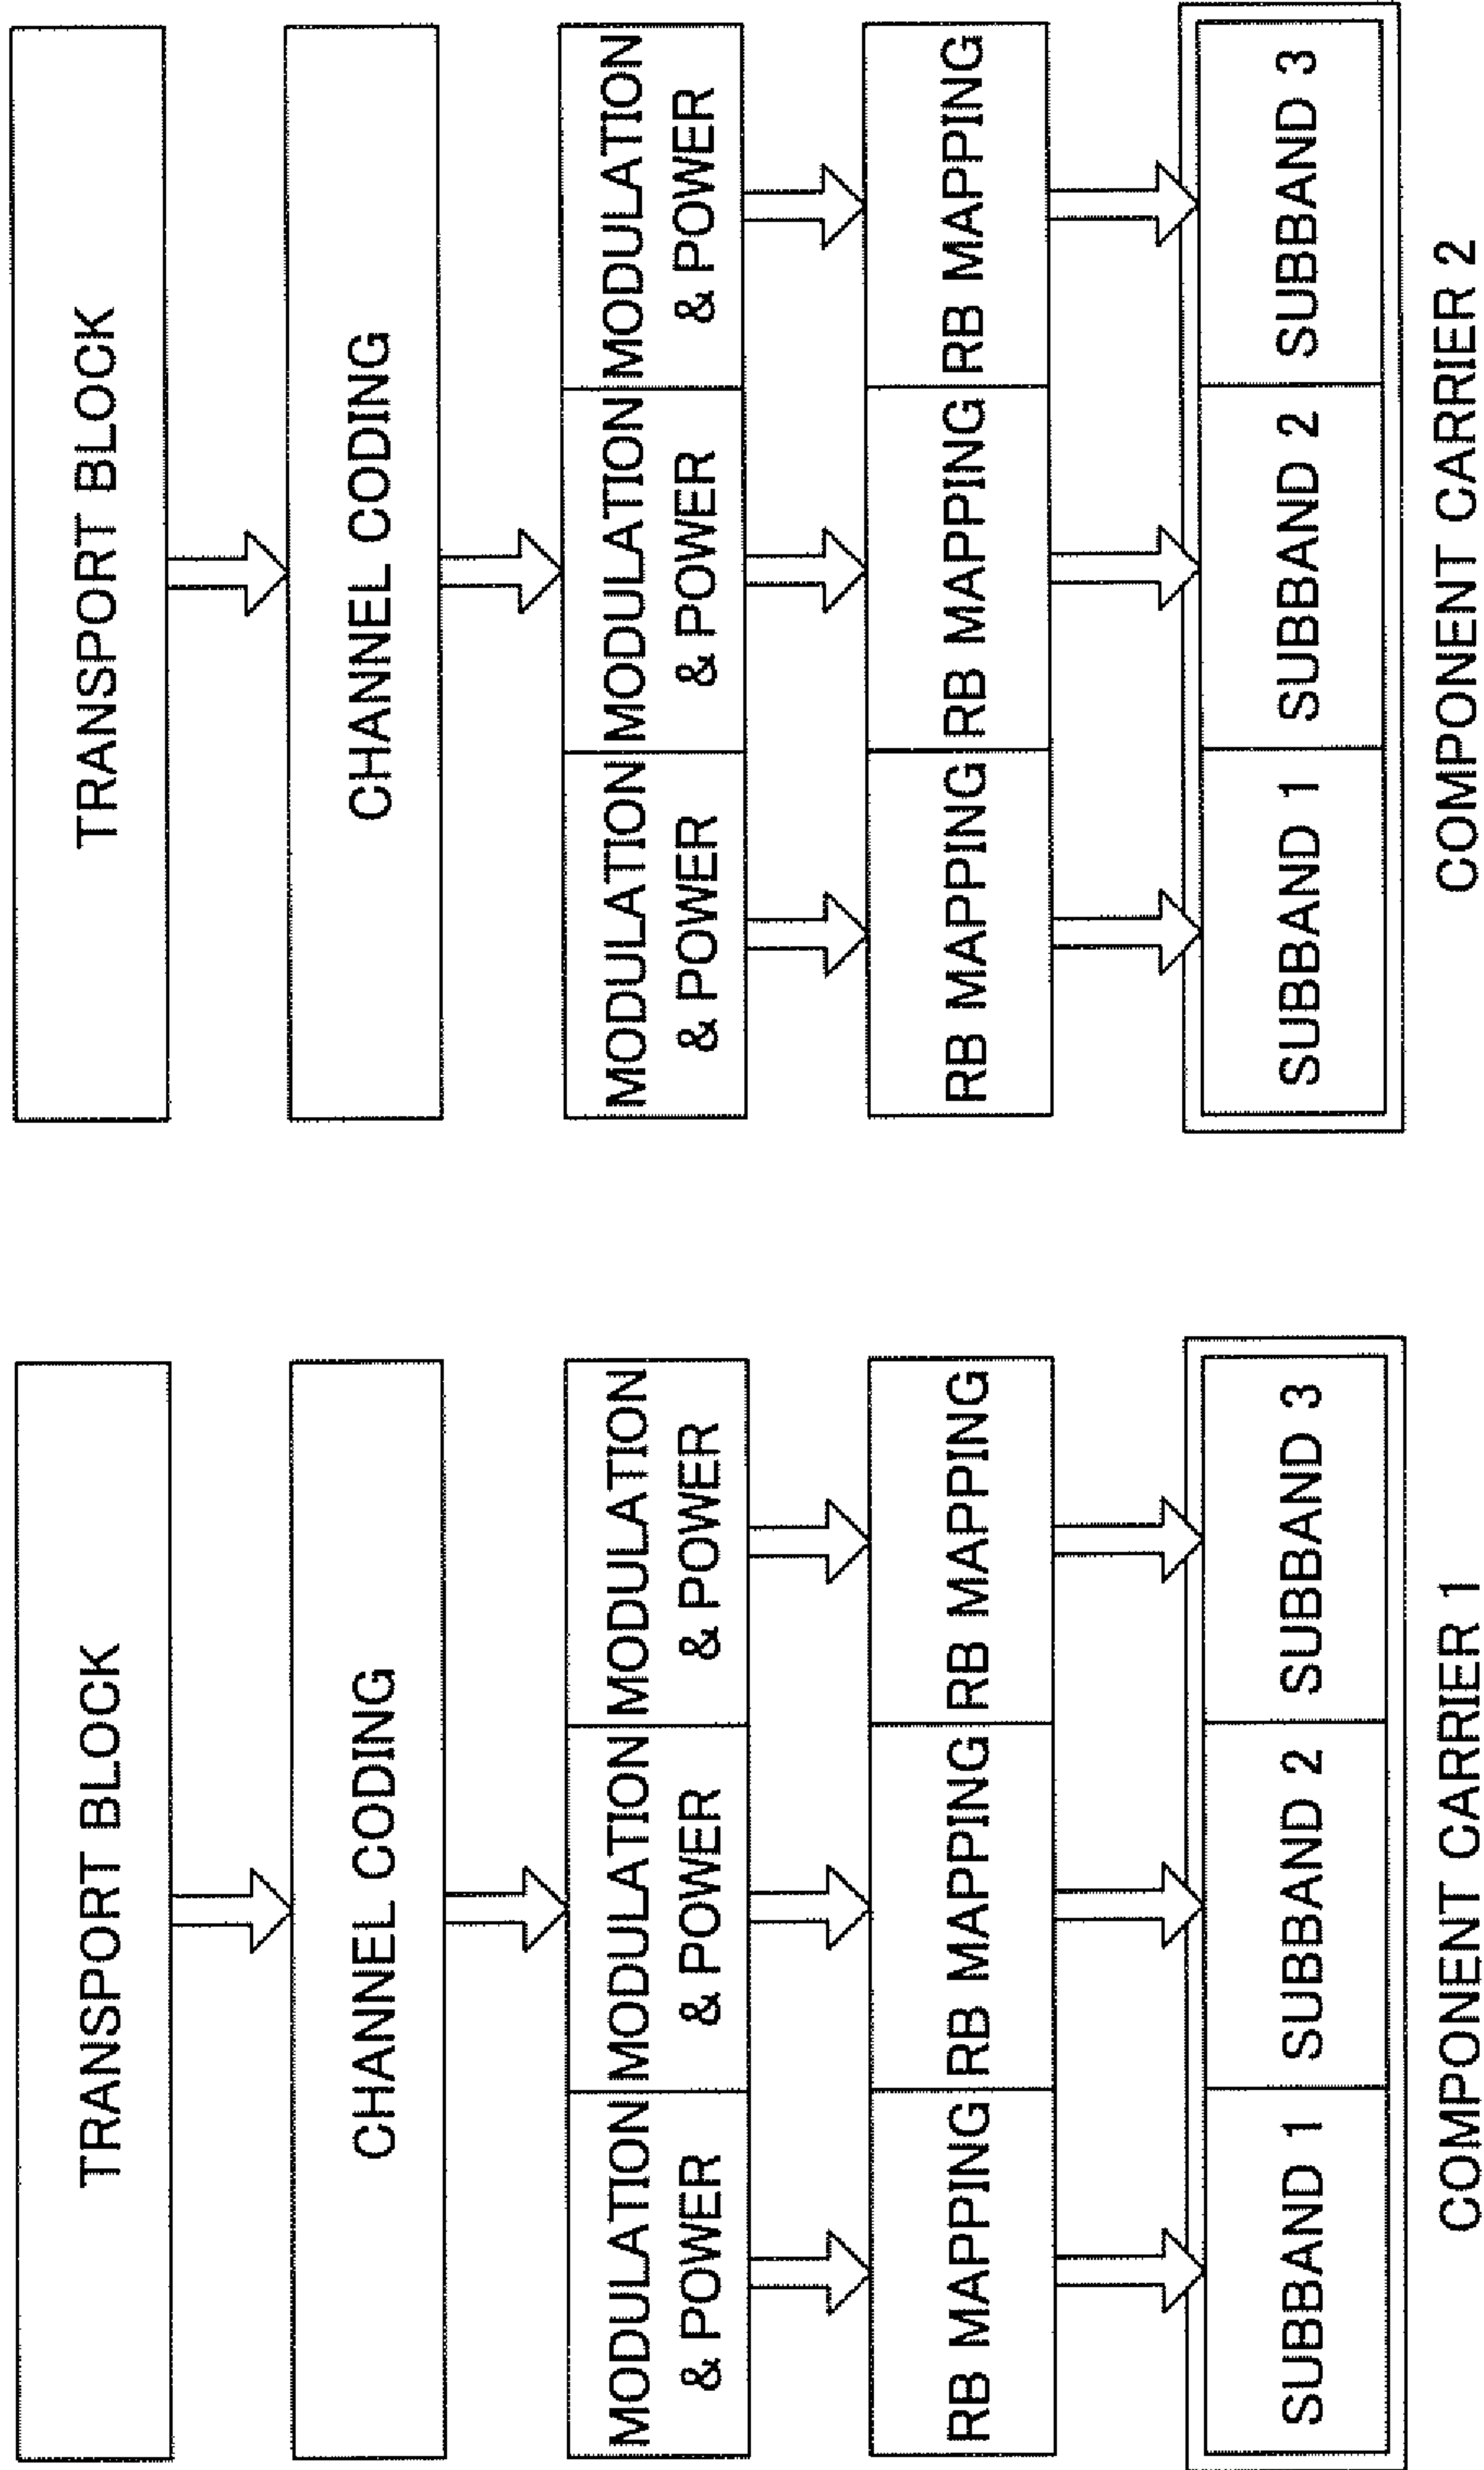 TRANSPORT BLOCK
CHANNEL CODING
MODULATION & POWER
MODULATION & POWER
MODULATION & POWER
RB MAPPING
RB MAPPING
RB MAPPING
SUBBAND 1
SUBBAND 2
SUBBAND 3
COMPONENT CARRIER 1
TRANSPORT BLOCK
CHANNEL CODING
MODULATION & POWER
MODULATION & POWER
MODULATION & POWER
RB MAPPING
RB MAPPING
RB MAPPING
SUBBAND 1
SUBBAND 2
SUBBAND 3
COMPONENT CARRIER 2